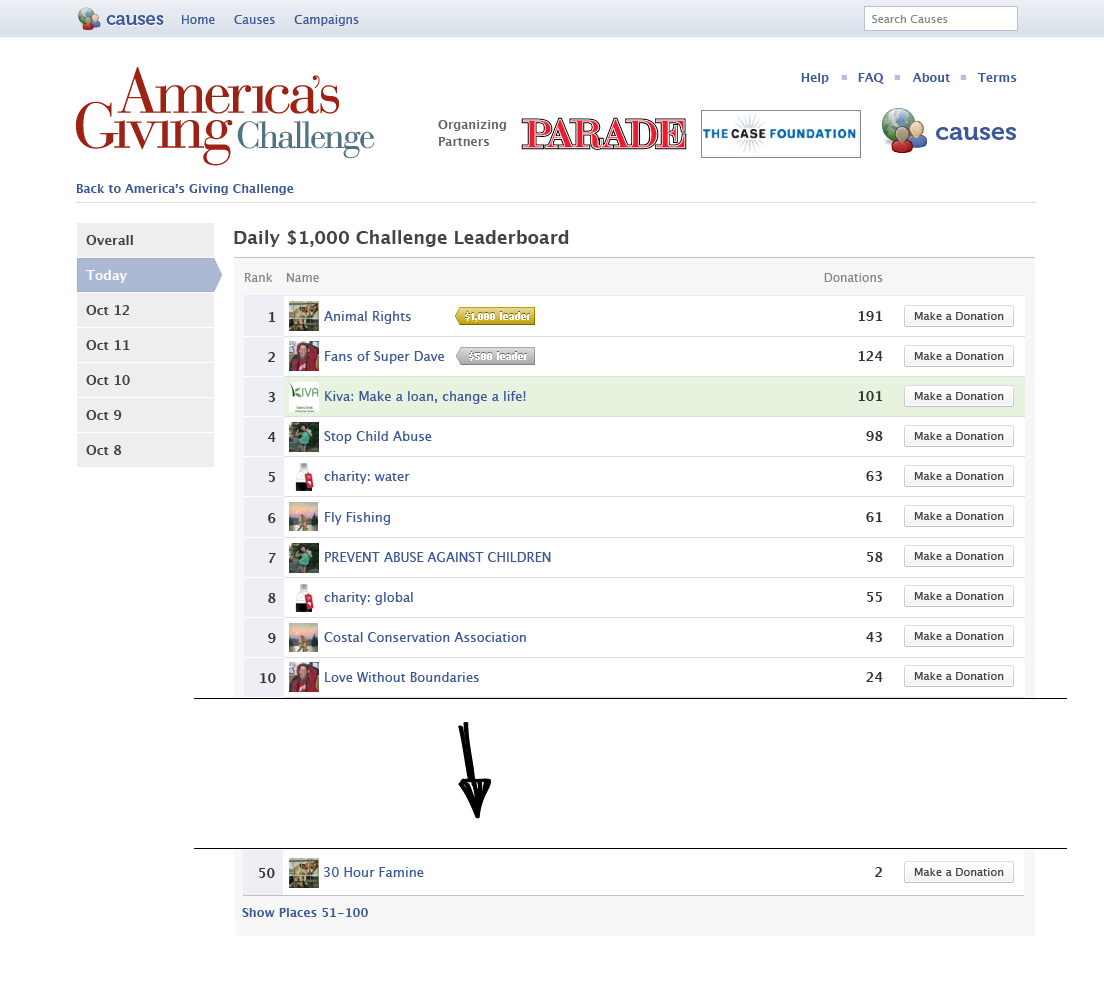 causes Home Causes Campaigns Search Causes
Help FAQ About Terms
America's
Giving Challenge
Organizing
Partners
PARADE
THE CASE FOUNDATION
causes
Back to America's Giving Challenge
Overall
Today
Oct 12
Oct 11
Oct 10
Oct 9
Oct 8
Daily $1,000 Challenge Leaderboard
Rank Name Donations
1 Animal Rights $1,000 leader 191 Make a Donation
2 Fans of Super Dave $500 leader 124 Make a Donation
3 KIVA Kiva: Make a loan, change a life! 101 Make a Donation
4 Stop Child Abuse 98 Make a Donation
5 charity: water 63 Make a Donation
6 Fly Fishing 61 Make a Donation
7 PREVENT ABUSE AGAINST CHILDREN 58 Make a Donation
8 charity: global 55 Make a Donation
9 Costal Conservation Association 43 Make a Donation
10 Love Without Boundaries 24 Make a Donation
50 30 Hour Famine 2 Make a Donation
Show Places 51-100